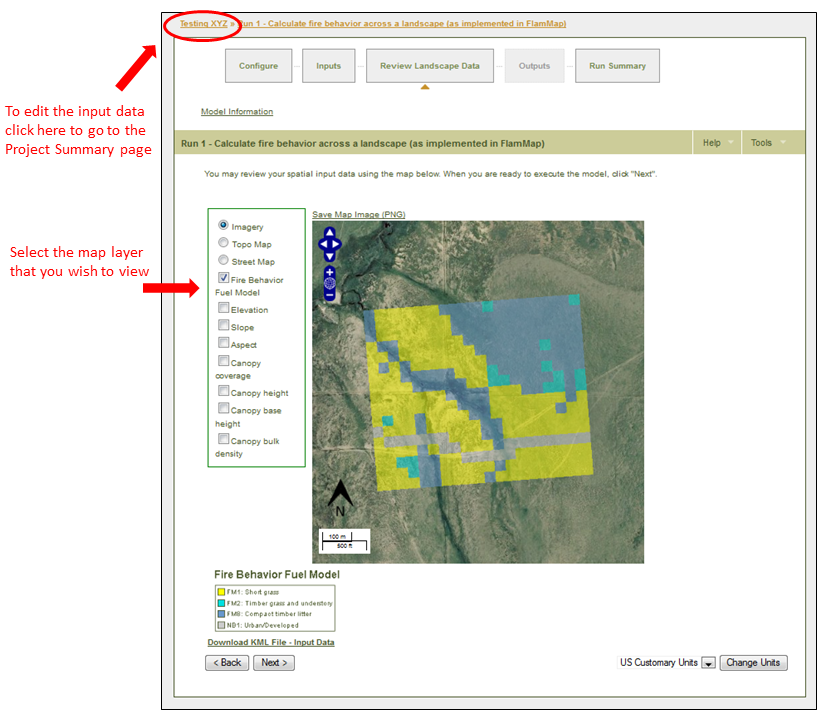 Testing XYZ » Run 1 - Calculate fire behavior across a landscape (as implemented in FlamMap)
Configure
Inputs
Review Landscape Data
Outputs
Run Summary
To edit the input data
click here to go to the
Project Summary page
Model Information
Run 1 - Calculate fire behavior across a landscape (as implemented in FlamMap)
Help
Tools
You may review your spatial input data using the map below. When you are ready to execute the model, click "Next".
Select the map layer
that you wish to view
Save Map Image (PNG)
Imagery
Topo Map
Street Map
Fire Behavior
Fuel Model
Elevation
Slope
Aspect
Canopy
coverage
Canopy height
Canopy base
height
Canopy bulk
density
N
100 m
500 ft
Fire Behavior Fuel Model
FM1: Short grass
FM2: Timber grass and understory
FM8: Compact timber litter
NB1: Urban/Developed
Download KML File - Input Data
< Back
Next >
US Customary Units
Change Units